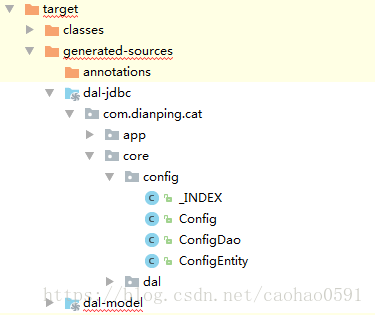 target
classes
generated-sources
annotations
dal-jdbc
com.dianping.cat
app
core
config
_INDEX
Config
ConfigDao
ConfigEntity
dal
dal-model
https://blog.csdn.net/caohao0591